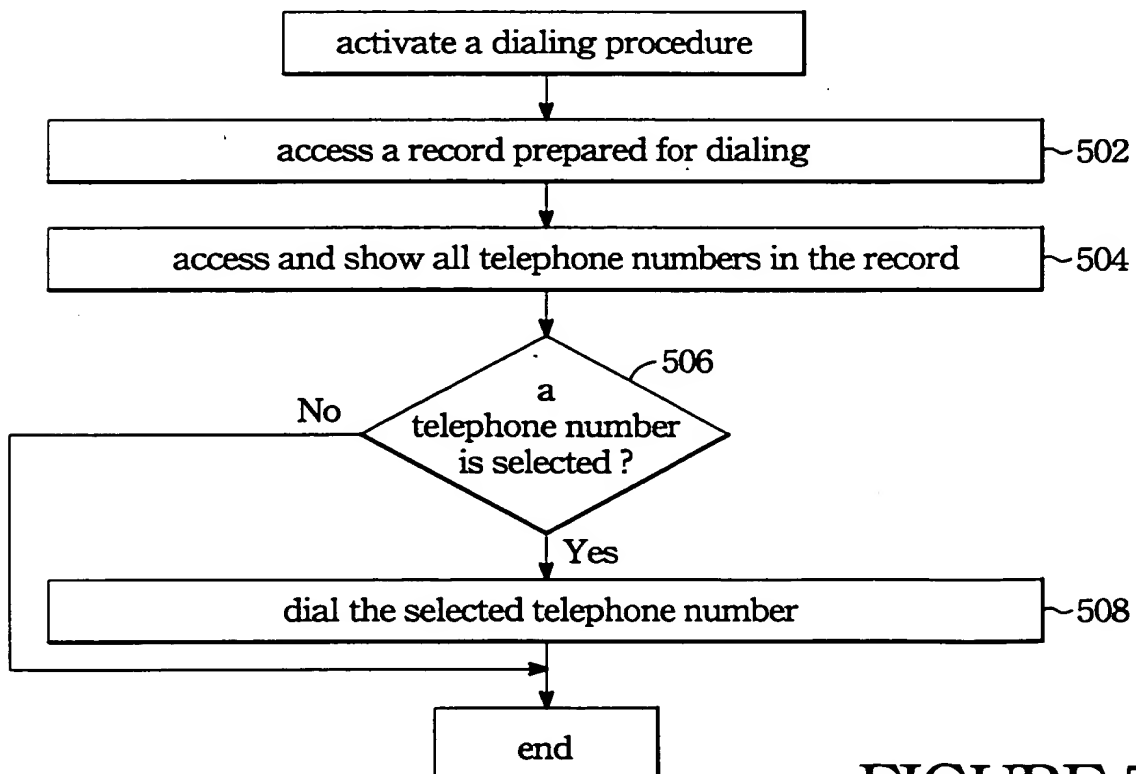 activate a dialing procedure
access a record prepared for dialing
502
access and show all telephone numbers in the record
504
506
a
telephone number
is selected ?
No
Yes
dial the selected telephone number
508
end
FIGURE